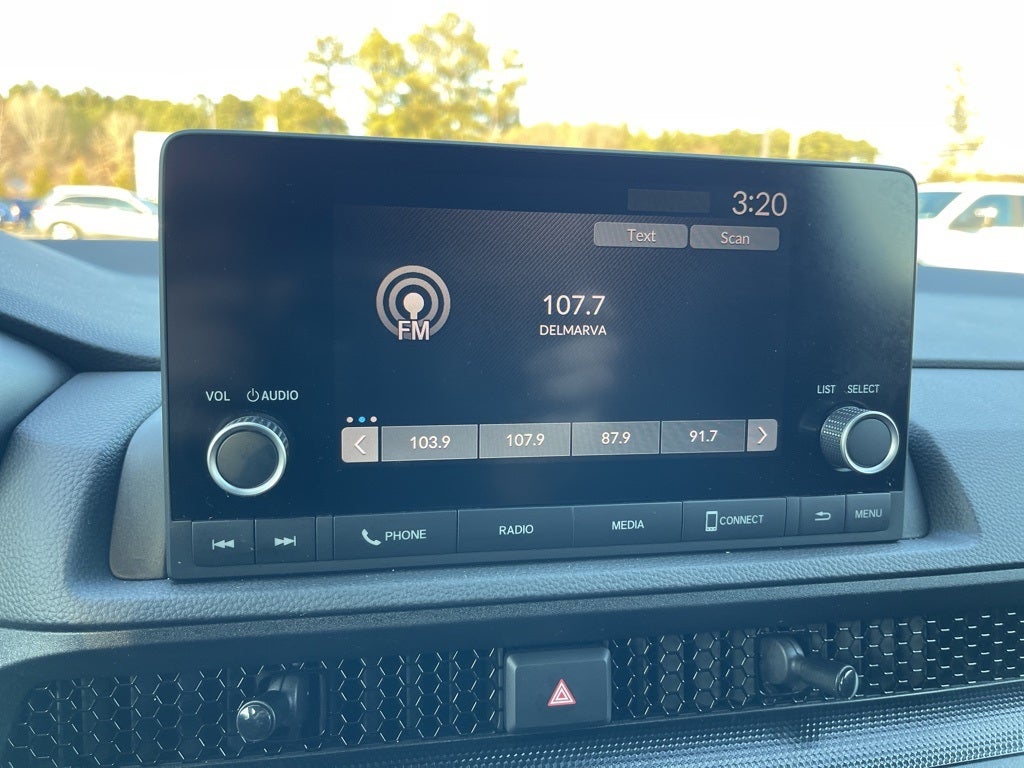 3:20
Text Scan
FM
107.7
DELMARVA
VOL AUDIO
LIST SELECT
103.9 107.9 87.9 91.7
PHONE RADIO MEDIA CONNECT MENU